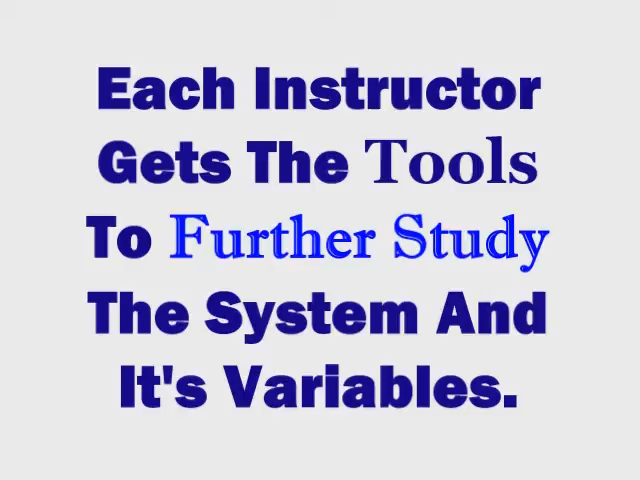 Each Instructor
Gets The Tools
To Further Study
The System And
It's Variables.